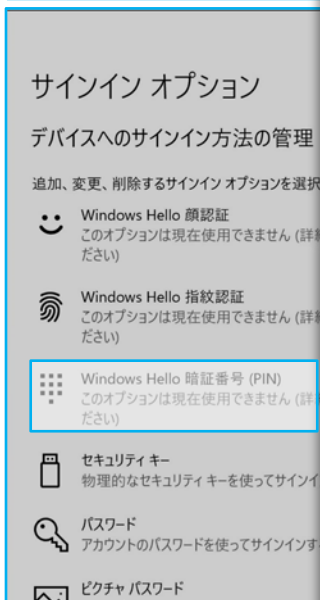 サインイン オプション
デバイスへのサインイン方法の管理
追加、変更、削除するサインイン オプションを選択
Windows Hello 顔認証
このオプションは現在使用できません (詳
ださい)
Windows Hello 指紋認証
このオプションは現在使用できません (詳
ださい)
Windows Hello 暗証番号 (PIN)
このオプションは現在使用できません (詳
ださい)
セキュリティ キー
物理的なセキュリティ キーを使ってサインイ
パスワード
アカウントのパスワードを使ってサインインす
ピクチャ パスワード